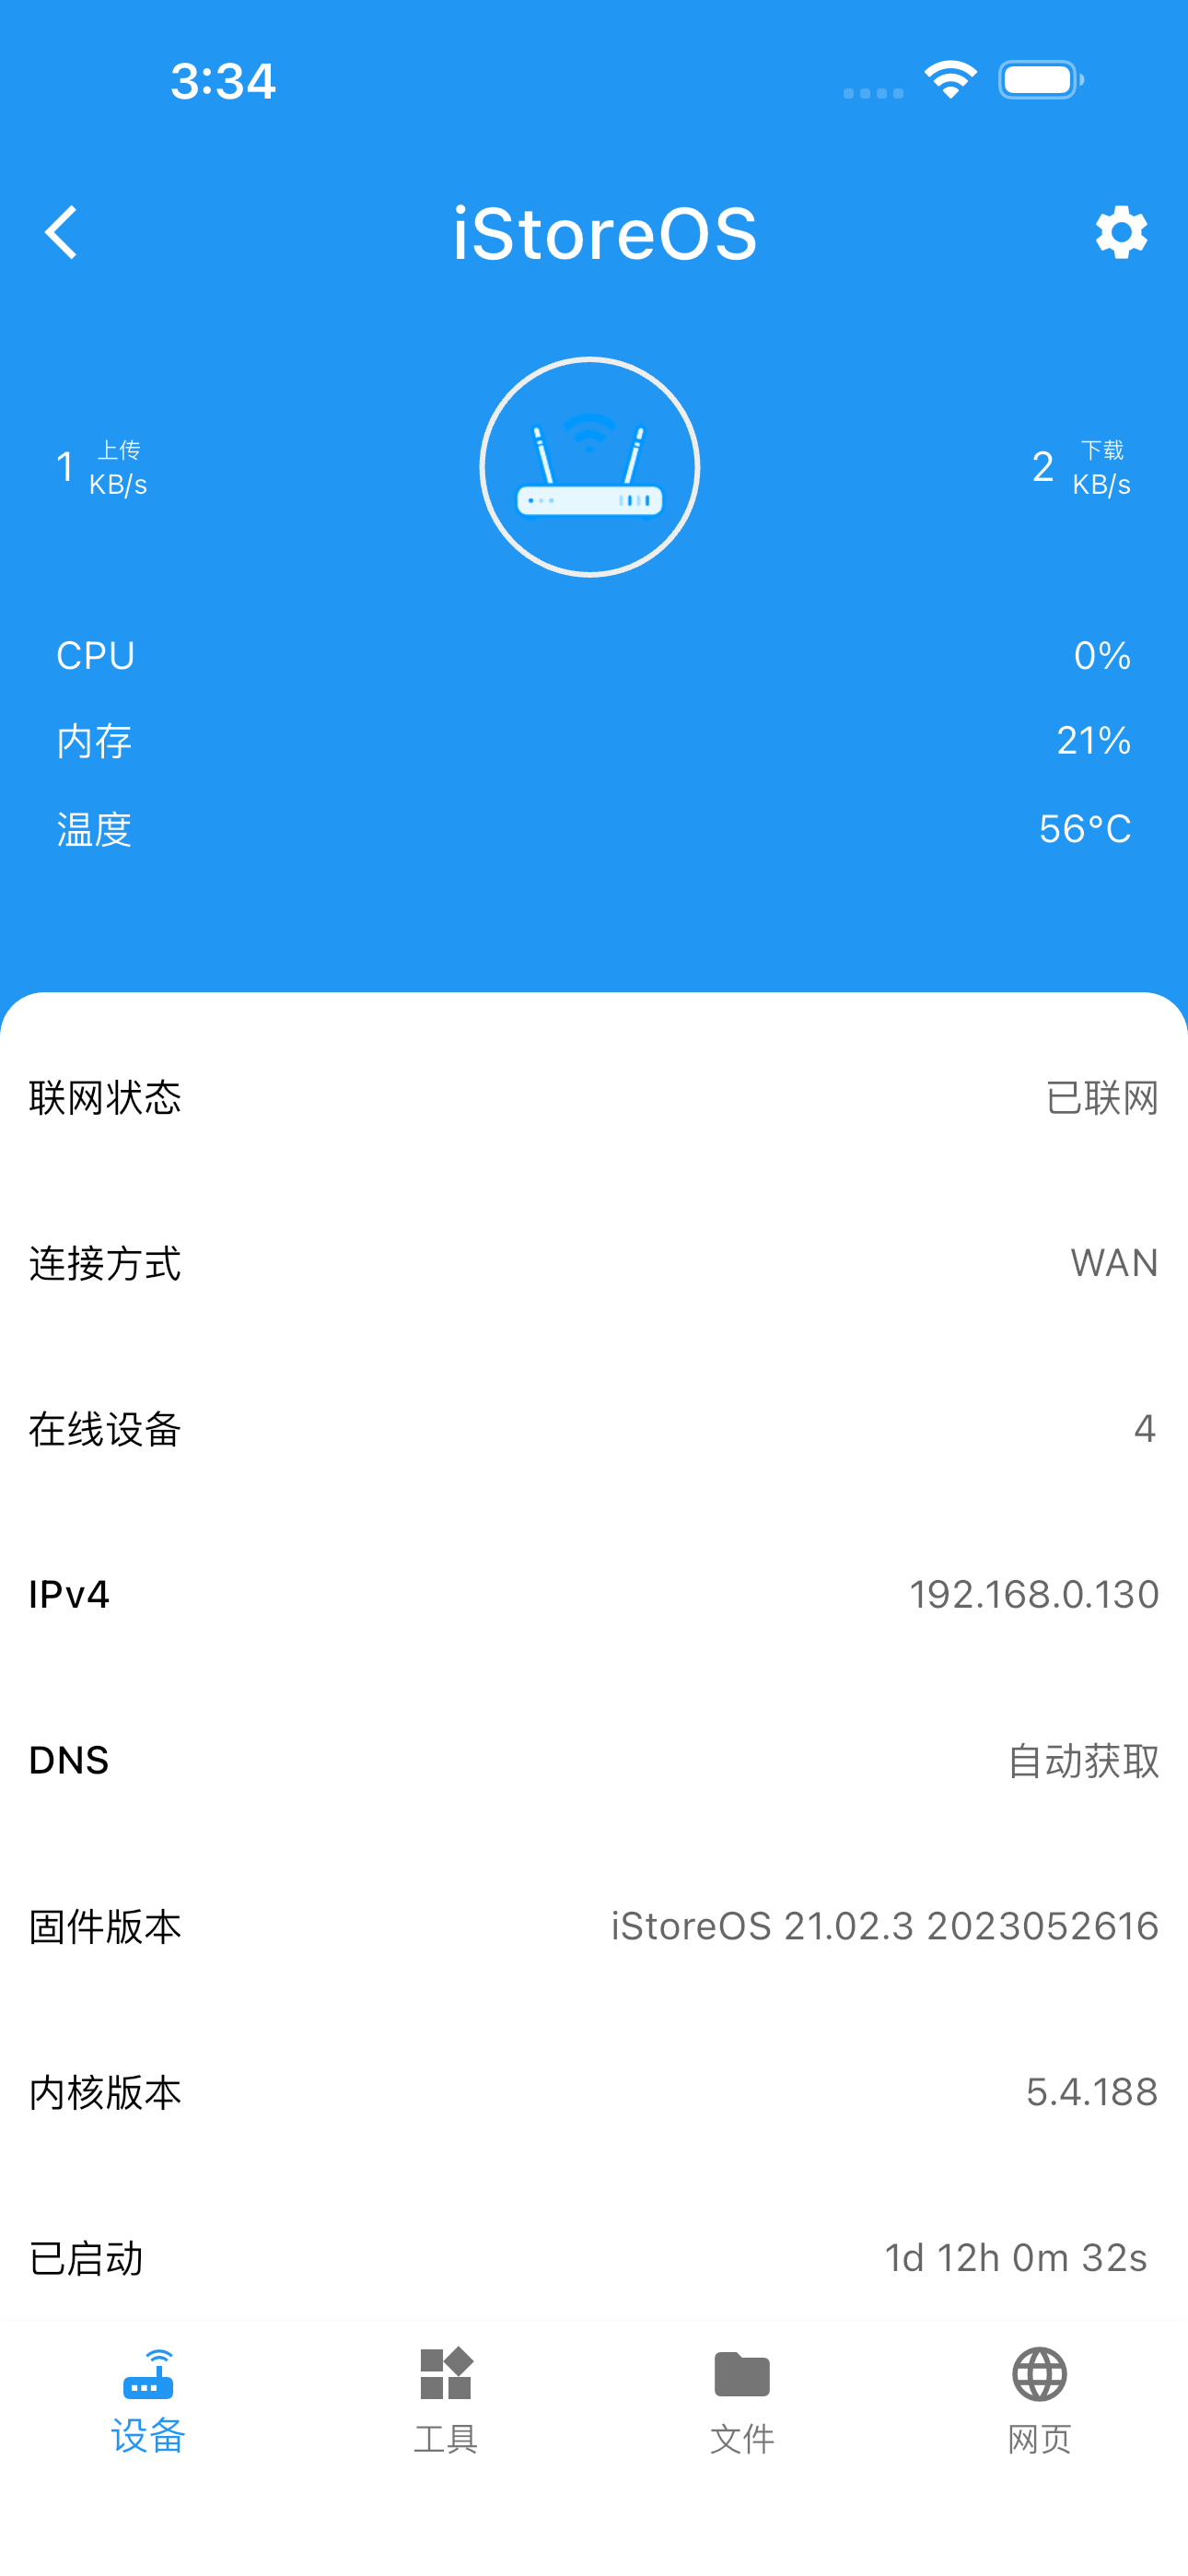 3:34
iStoreOS
1 上传 KB/s
2 下载 KB/s
CPU 0%
内存 21%
温度 56°C
联网状态 已联网
连接方式 WAN
在线设备 4
IPv4 192.168.0.130
DNS 自动获取
固件版本 iStoreOS 21.02.3 2023052616
内核版本 5.4.188
已启动 1d 12h 0m 32s
设备 工具 文件 网页